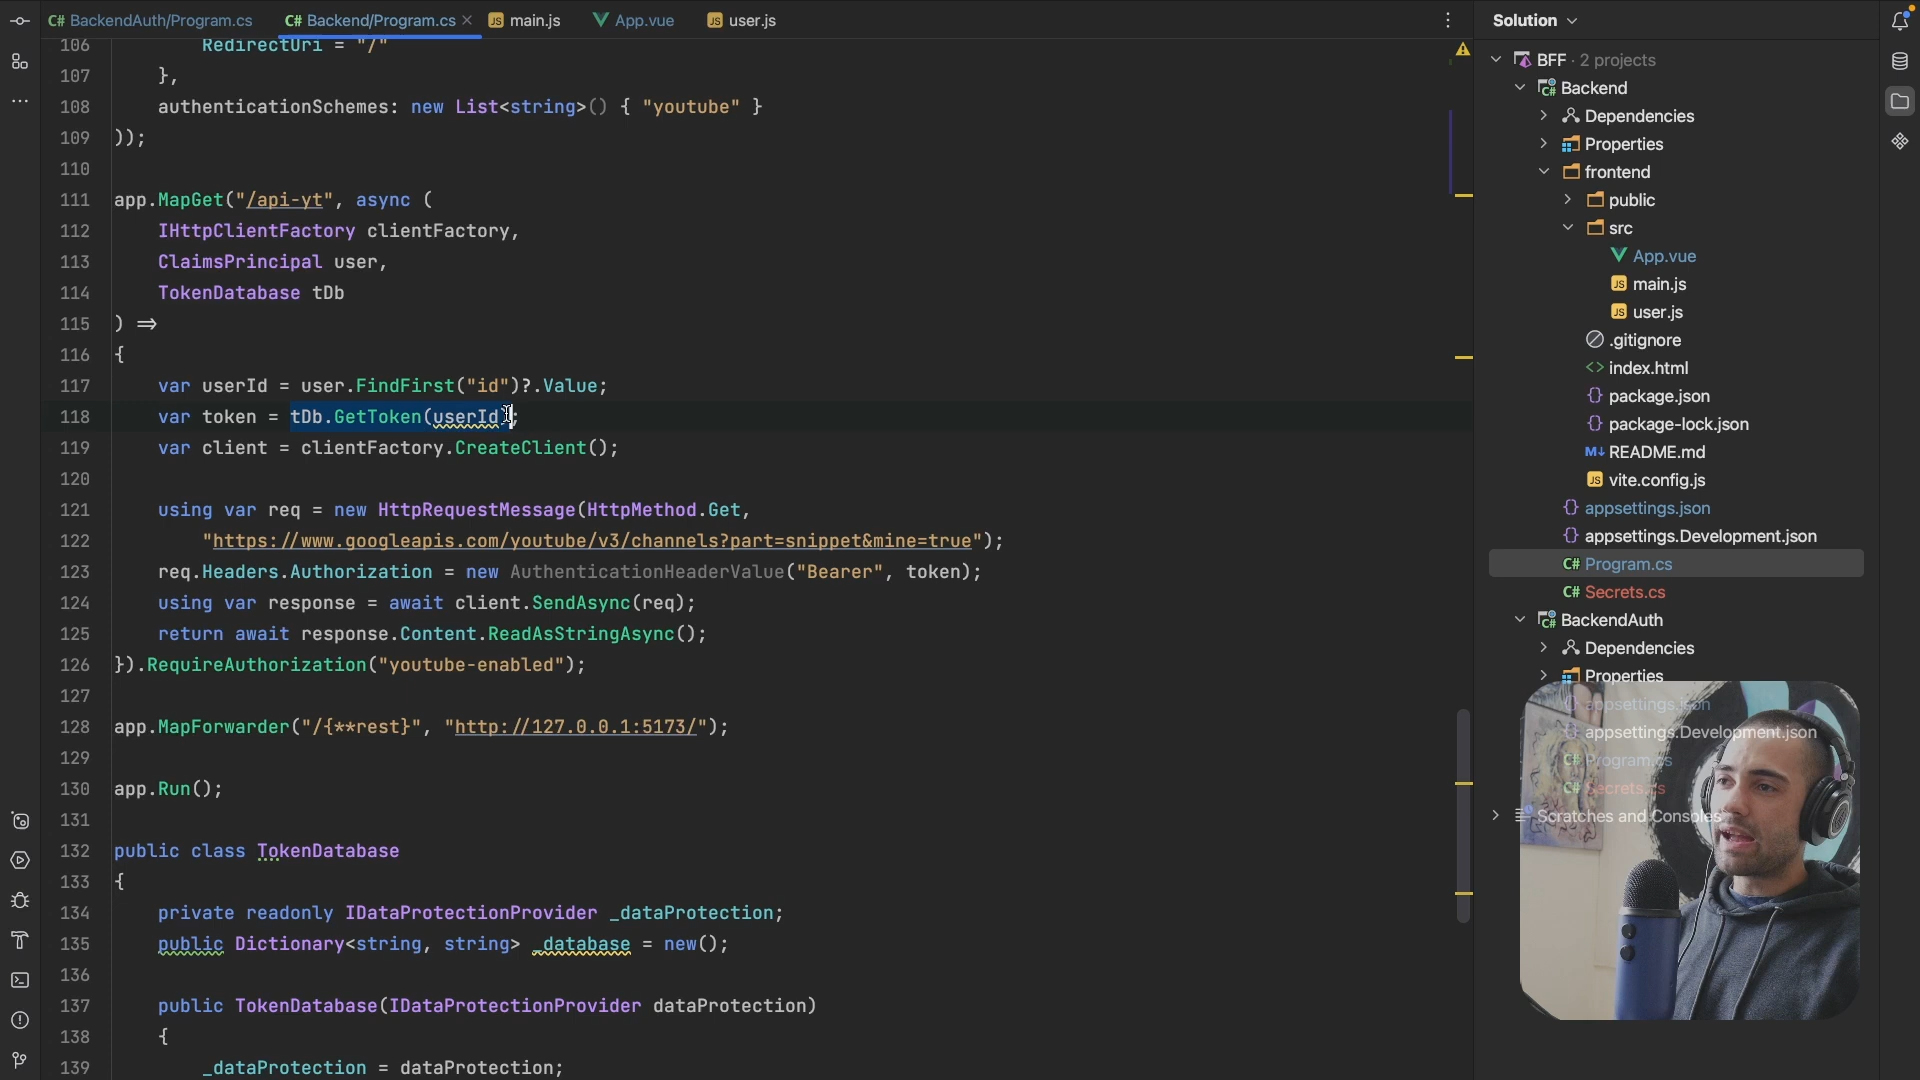 BackendAuth/Program.cs
Backend/Program.cs
main.js
App.vue
user.js
106 RedirectUri = "/"
107 },
108 authenticationSchemes: new List<string>() { "youtube" }
109 ));
110
111 app.MapGet("/api-yt", async (
112 IHttpClientFactory clientFactory,
113 ClaimsPrincipal user,
114 TokenDatabase tDb
115 ) =>
116 {
117 var userId = user.FindFirst("id")?.Value;
118 var token = tDb.GetToken(userId);
119 var client = clientFactory.CreateClient();
120
121 using var req = new HttpRequestMessage(HttpMethod.Get,
122 "https://www.googleapis.com/youtube/v3/channels?part=snippet&mine=true");
123 req.Headers.Authorization = new AuthenticationHeaderValue("Bearer", token);
124 using var response = await client.SendAsync(req);
125 return await response.Content.ReadAsStringAsync();
126 }).RequireAuthorization("youtube-enabled");
127
128 app.MapForwarder("/{**rest}", "http://127.0.0.1:5173/");
129
130 app.Run();
131
132 public class TokenDatabase
133 {
134 private readonly IDataProtectionProvider _dataProtection;
135 public Dictionary<string, string> _database = new();
136
137 public TokenDatabase(IDataProtectionProvider dataProtection)
138 {
139 _dataProtection = dataProtection;
Solution
BFF · 2 projects
Backend
Dependencies
Properties
frontend
public
src
App.vue
main.js
user.js
.gitignore
index.html
package.json
package-lock.json
README.md
vite.config.js
appsettings.json
appsettings.Development.json
C# Program.cs
C# Secrets.cs
BackendAuth
Dependencies
Properties
appsettings.json
appsettings.Development.json
C# Program.cs
C# Secrets.cs
Scratches and Consoles